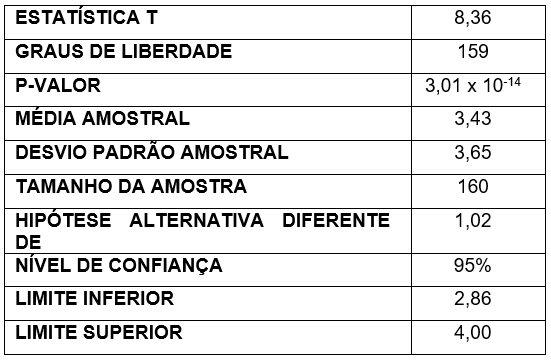 ESTATÍSTICA T 8,36
GRAUS DE LIBERDADE 159
P-VALOR 3,01 x 10⁻¹⁴
MÉDIA AMOSTRAL 3,43
DESVIO PADRÃO AMOSTRAL 3,65
TAMANHO DA AMOSTRA 160
HIPÓTESE ALTERNATIVA DIFERENTE 1,02
DE
NÍVEL DE CONFIANÇA 95%
LIMITE INFERIOR 2,86
LIMITE SUPERIOR 4,00